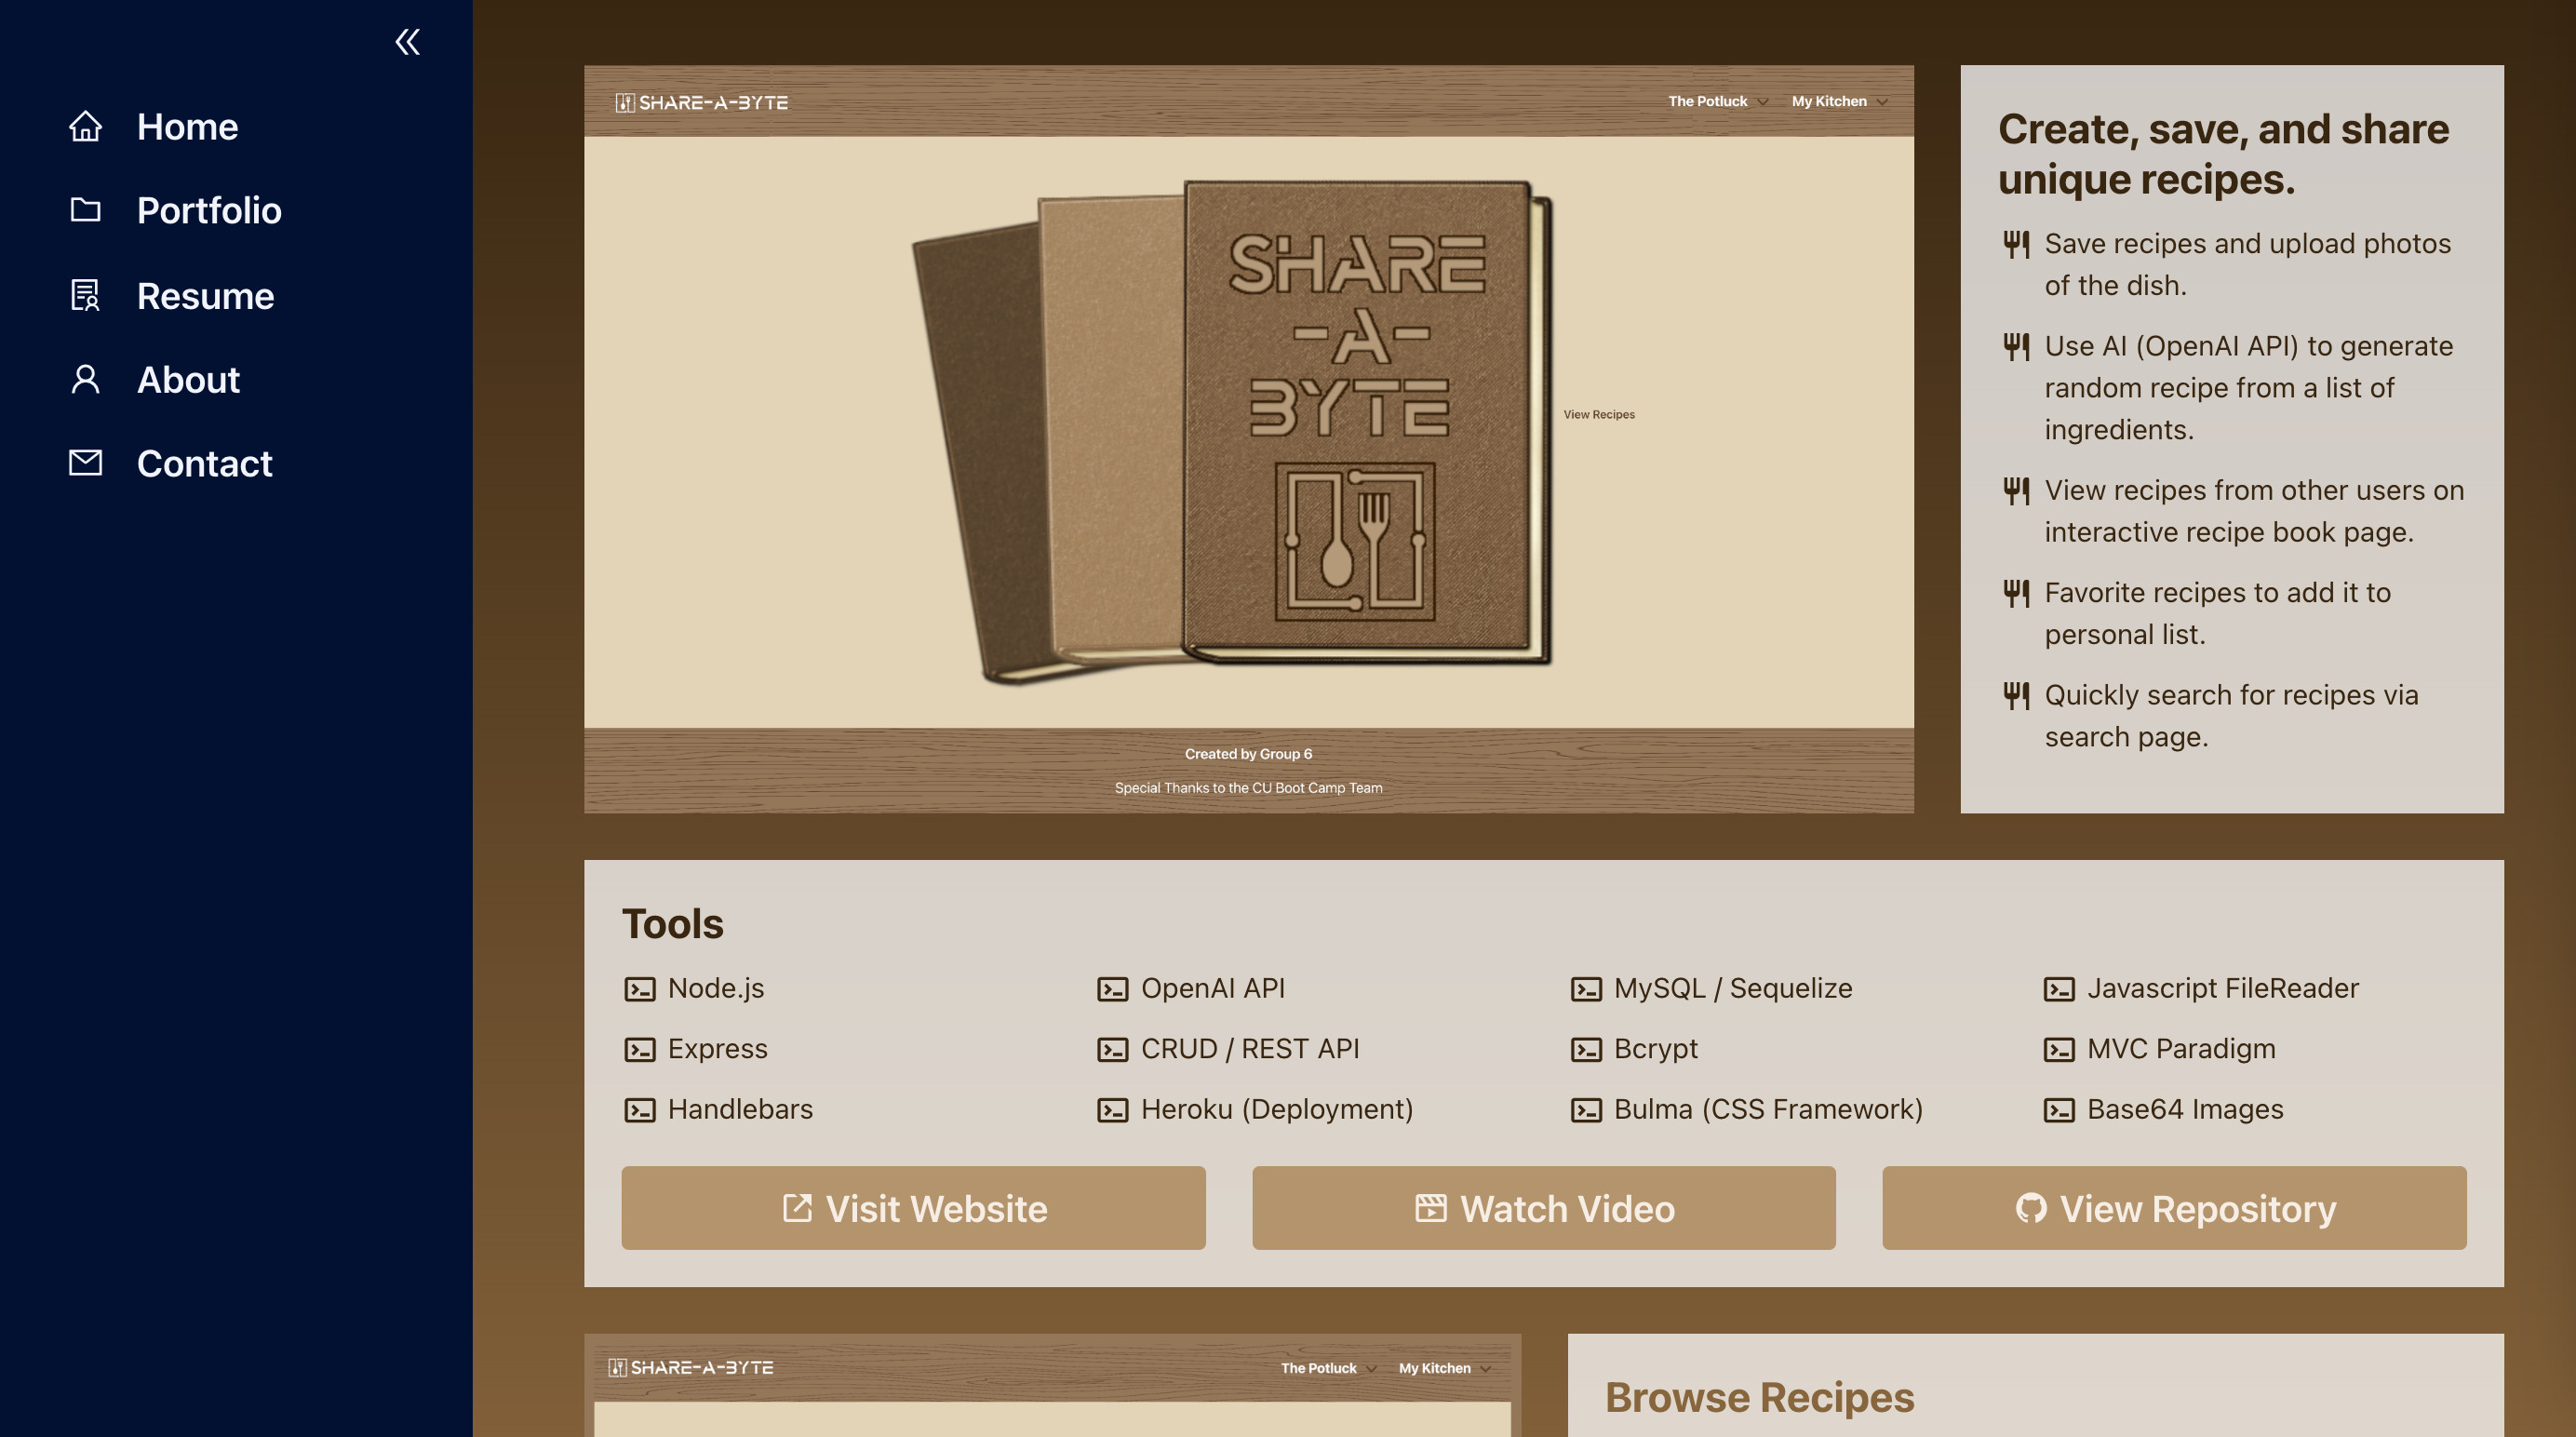 Home
Portfolio
Resume
About
Contact
SHARE-A-BYTE
The Potluck
My Kitchen
SHARE
-A-
BYTE
View Recipes
Created by Group 6
Special Thanks to the CU Boot Camp Team
Create, save, and share
unique recipes.
Save recipes and upload photos
of the dish.
Use AI (OpenAI API) to generate
random recipe from a list of
ingredients.
View recipes from other users on
interactive recipe book page.
Favorite recipes to add it to
personal list.
Quickly search for recipes via
search page.
Tools
Node.js
OpenAI API
MySQL / Sequelize
Javascript FileReader
Express
CRUD / REST API
Bcrypt
MVC Paradigm
Handlebars
Heroku (Deployment)
Bulma (CSS Framework)
Base64 Images
Visit Website
Watch Video
View Repository
SHARE-A-BYTE
The Potluck
My Kitchen
Browse Recipes